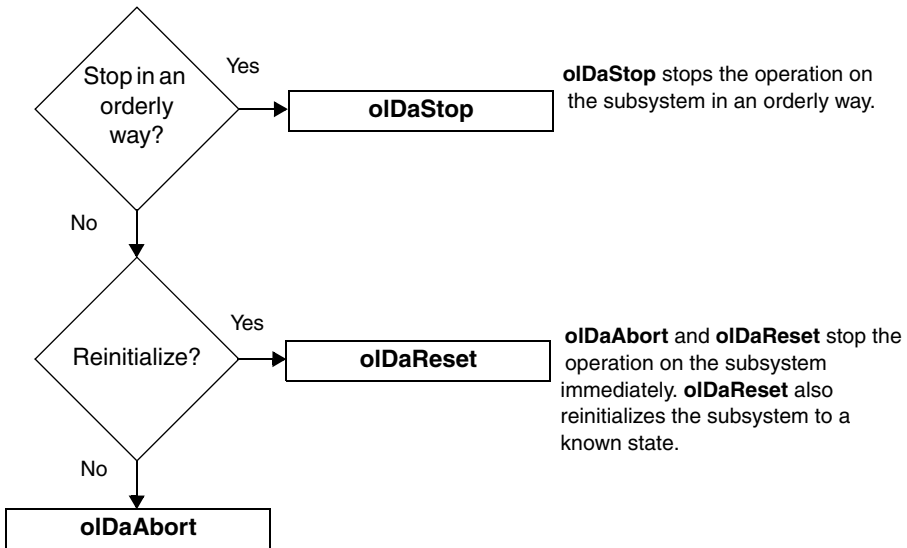 Stop in an
orderly
way?
Yes
olDaStop
olDaStop stops the operation on
the subsystem in an orderly way.
No
Reinitialize?
Yes
olDaReset
olDaAbort and olDaReset stop the
operation on the subsystem
immediately. olDaReset also
reinitializes the subsystem to a
known state.
No
olDaAbort